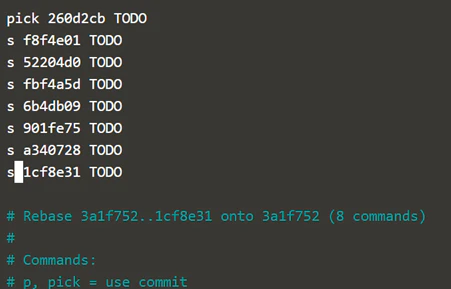 pick 260d2cb TODO
s f8f4e01 TODO
s 52204d0 TODO
s fbf4a5d TODO
s 6b4db09 TODO
s 901fe75 TODO
s a340728 TODO
s 1cf8e31 TODO
# Rebase 3a1f752..1cf8e31 onto 3a1f752 (8 commands)
#
# Commands:
# p, pick = use commit